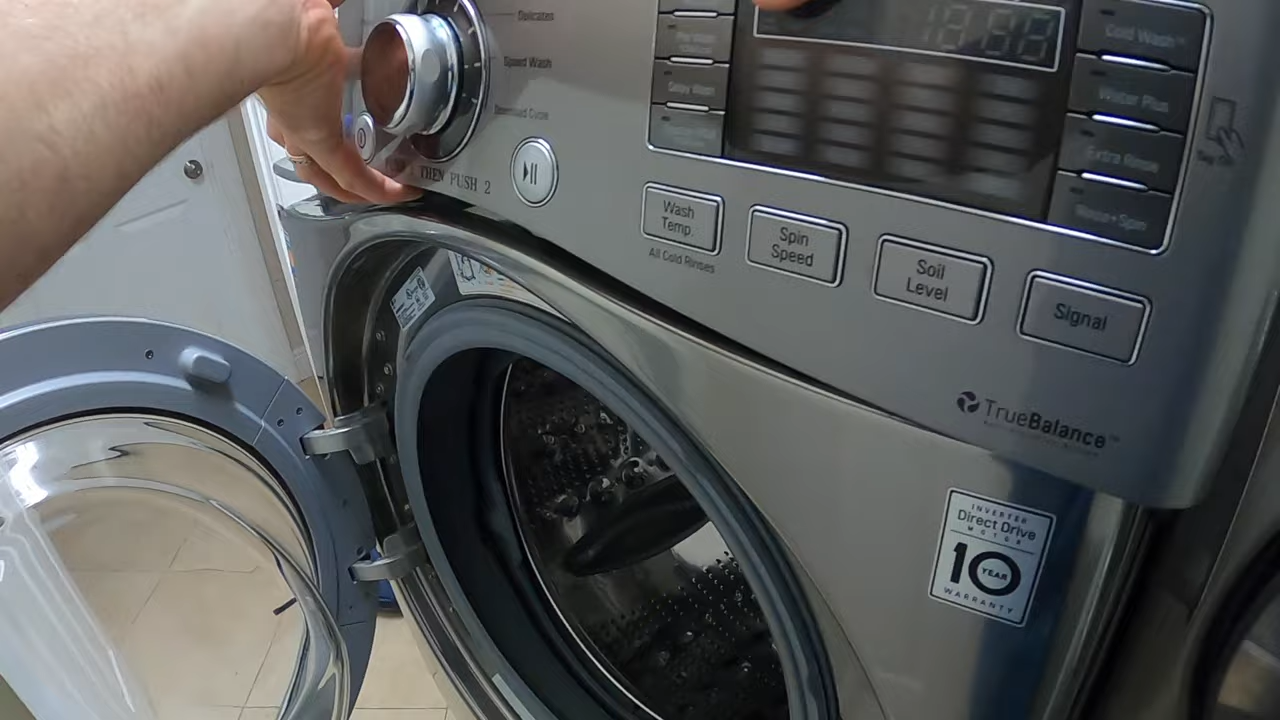 Delicates
Speed Wash
THEN PUSH 2
Wash
Temp.
All Cold Rinses
Spin
Speed
Soil
Level
Signal
Cold Wash
Water Plus
Extra Rinse
Rinse+Spin
TrueBalance™
INVERTER
Direct Drive
MOTOR
10 YEAR
WARRANTY